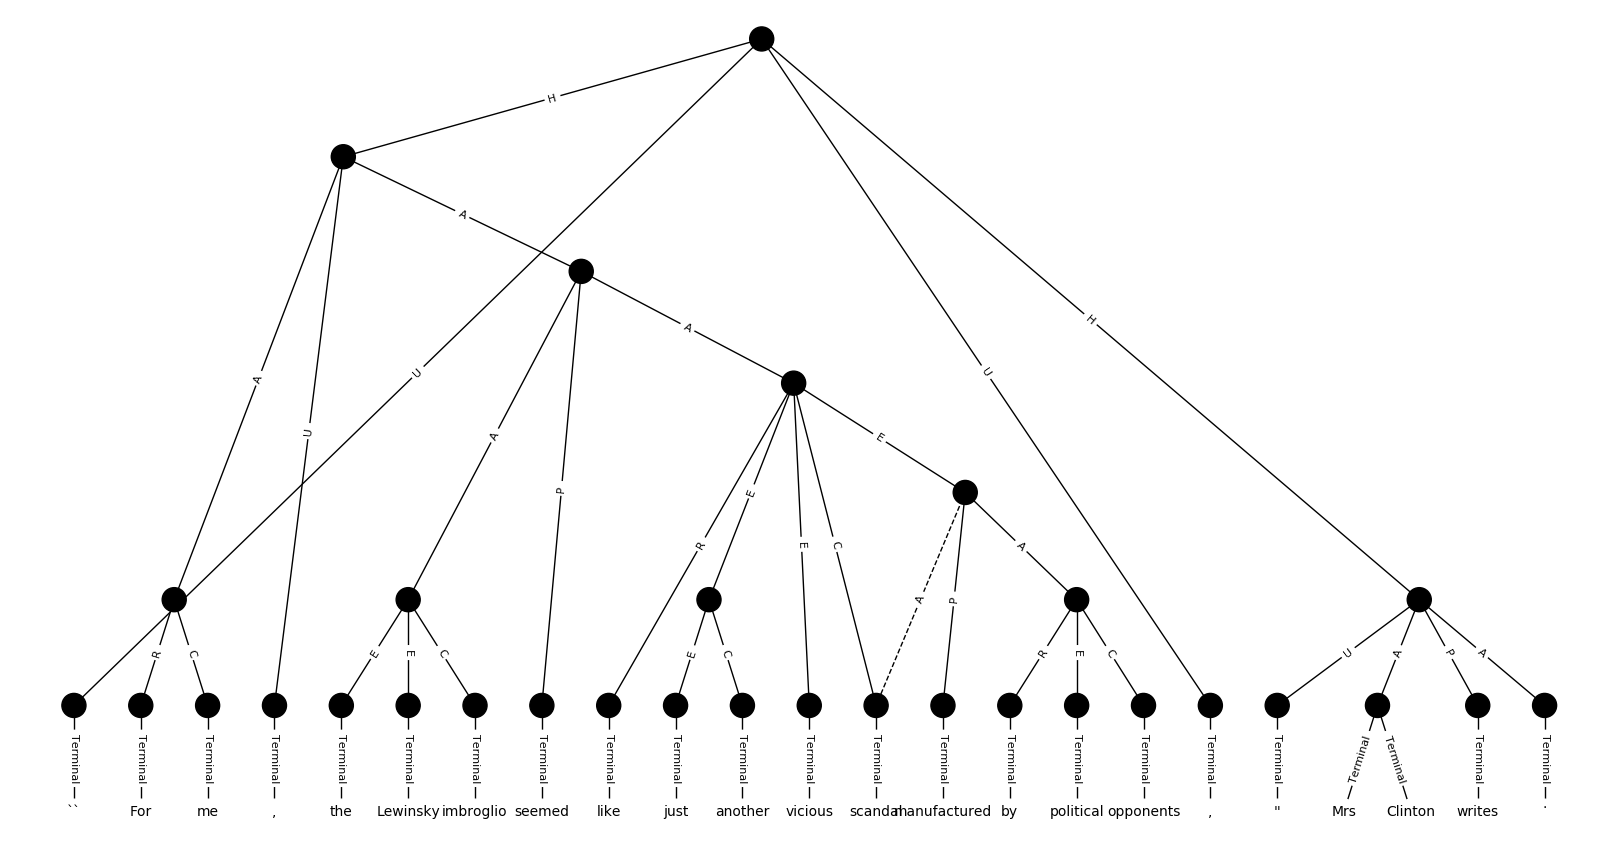 H
A
A
U
A
U
H
A
U
A
P
E
R
E
E
C
A
P
A
R
C
E
E
C
E
C
R
E
C
U
A
P
A
Terminal Terminal Terminal Terminal Terminal Terminal Terminal Terminal Terminal Terminal Terminal Terminal Terminal Terminal Terminal Terminal Terminal Terminal Terminal Terminal Terminal Terminal Terminal
`` For me , the Lewinsky imbroglio seemed like just another vicious scandal manufactured by political opponents , " Mrs Clinton writes .